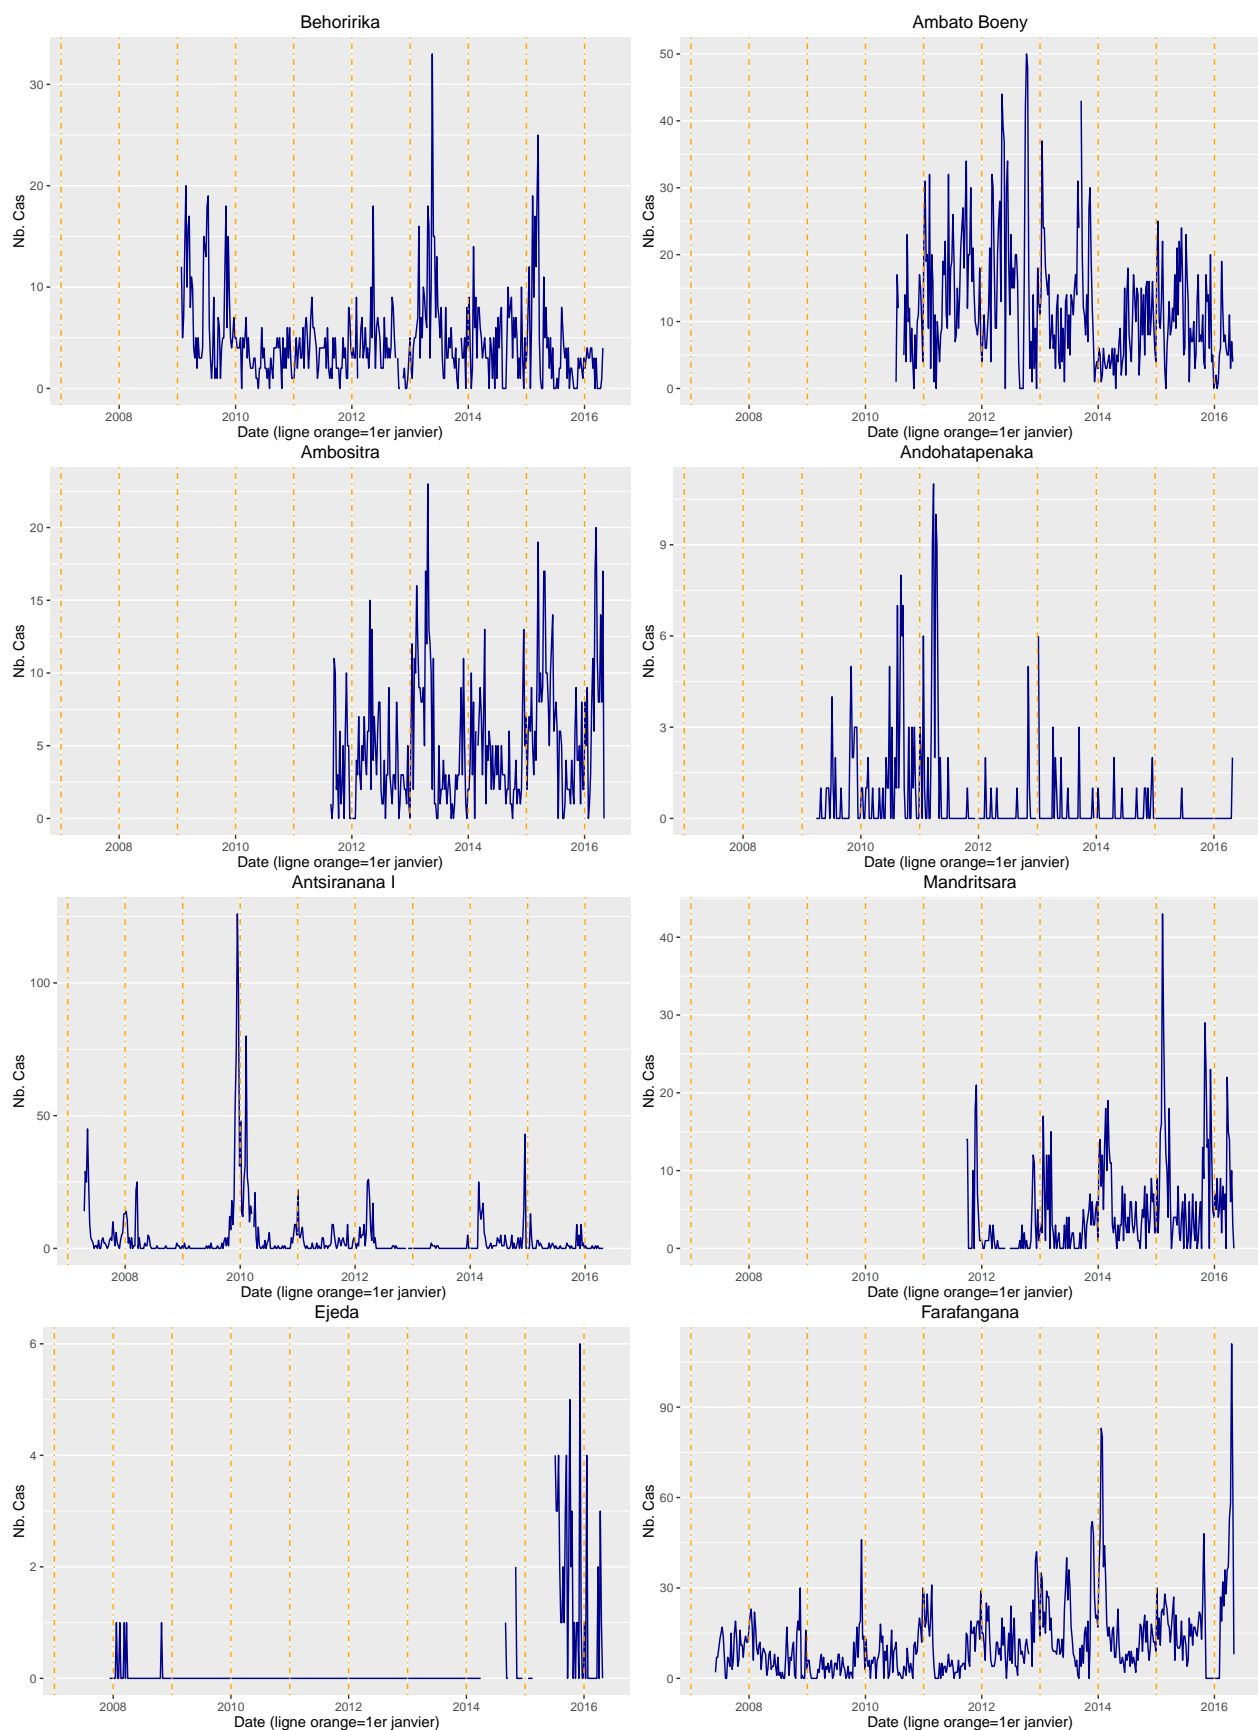 Behoririka
Nb. Cas
30
20
10
0
2008 2010 2012 2014 2016
Date (ligne orange=1er janvier)
Ambato Boeny
Nb. Cas
50
40
30
20
10
0
2008 2010 2012 2014 2016
Date (ligne orange=1er janvier)
Ambositra
Nb. Cas
20
15
10
5
0
2008 2010 2012 2014 2016
Date (ligne orange=1er janvier)
Andohatapenaka
Nb. Cas
9
6
3
0
2008 2010 2012 2014 2016
Date (ligne orange=1er janvier)
Antsiranana I
Nb. Cas
100
50
0
2008 2010 2012 2014 2016
Date (ligne orange=1er janvier)
Mandritsara
Nb. Cas
40
30
20
10
0
2008 2010 2012 2014 2016
Date (ligne orange=1er janvier)
Ejeda
Nb. Cas
6
4
2
0
2008 2010 2012 2014 2016
Date (ligne orange=1er janvier)
Farafangana
Nb. Cas
90
60
30
0
2008 2010 2012 2014 2016
Date (ligne orange=1er janvier)